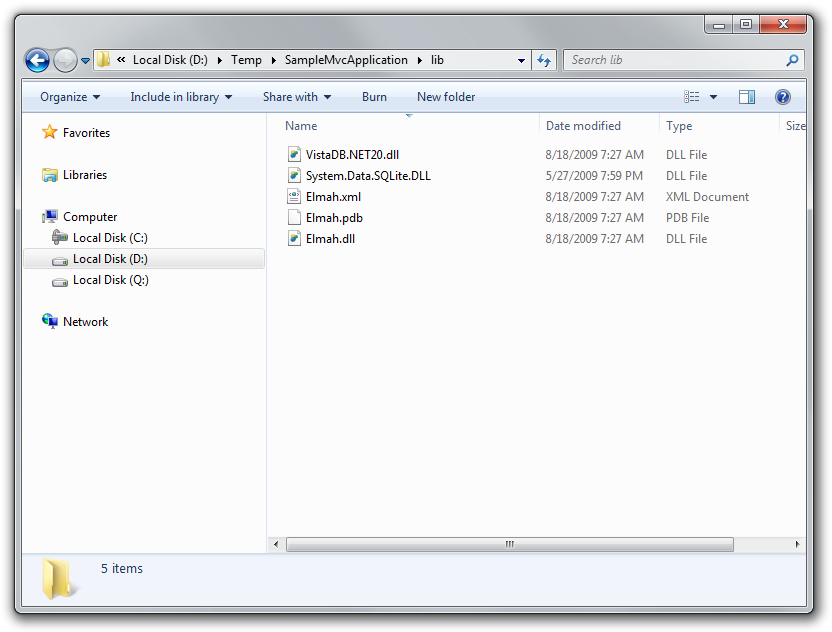 « Local Disk (D:) Temp SampleMvcApplication lib Search lib
Organize Include in library Share with Burn New folder
Name Date modified Type Size
Favorites
Libraries
Computer
Local Disk (C:)
Local Disk (D:)
Local Disk (Q:)
Network
VistaDB.NET20.dll 8/18/2009 7:27 AM DLL File
System.Data.SQLite.DLL 5/27/2009 7:59 PM DLL File
Elmah.xml 8/18/2009 7:27 AM XML Document
Elmah.pdb 8/18/2009 7:27 AM PDB File
Elmah.dll 8/18/2009 7:27 AM DLL File
5 items